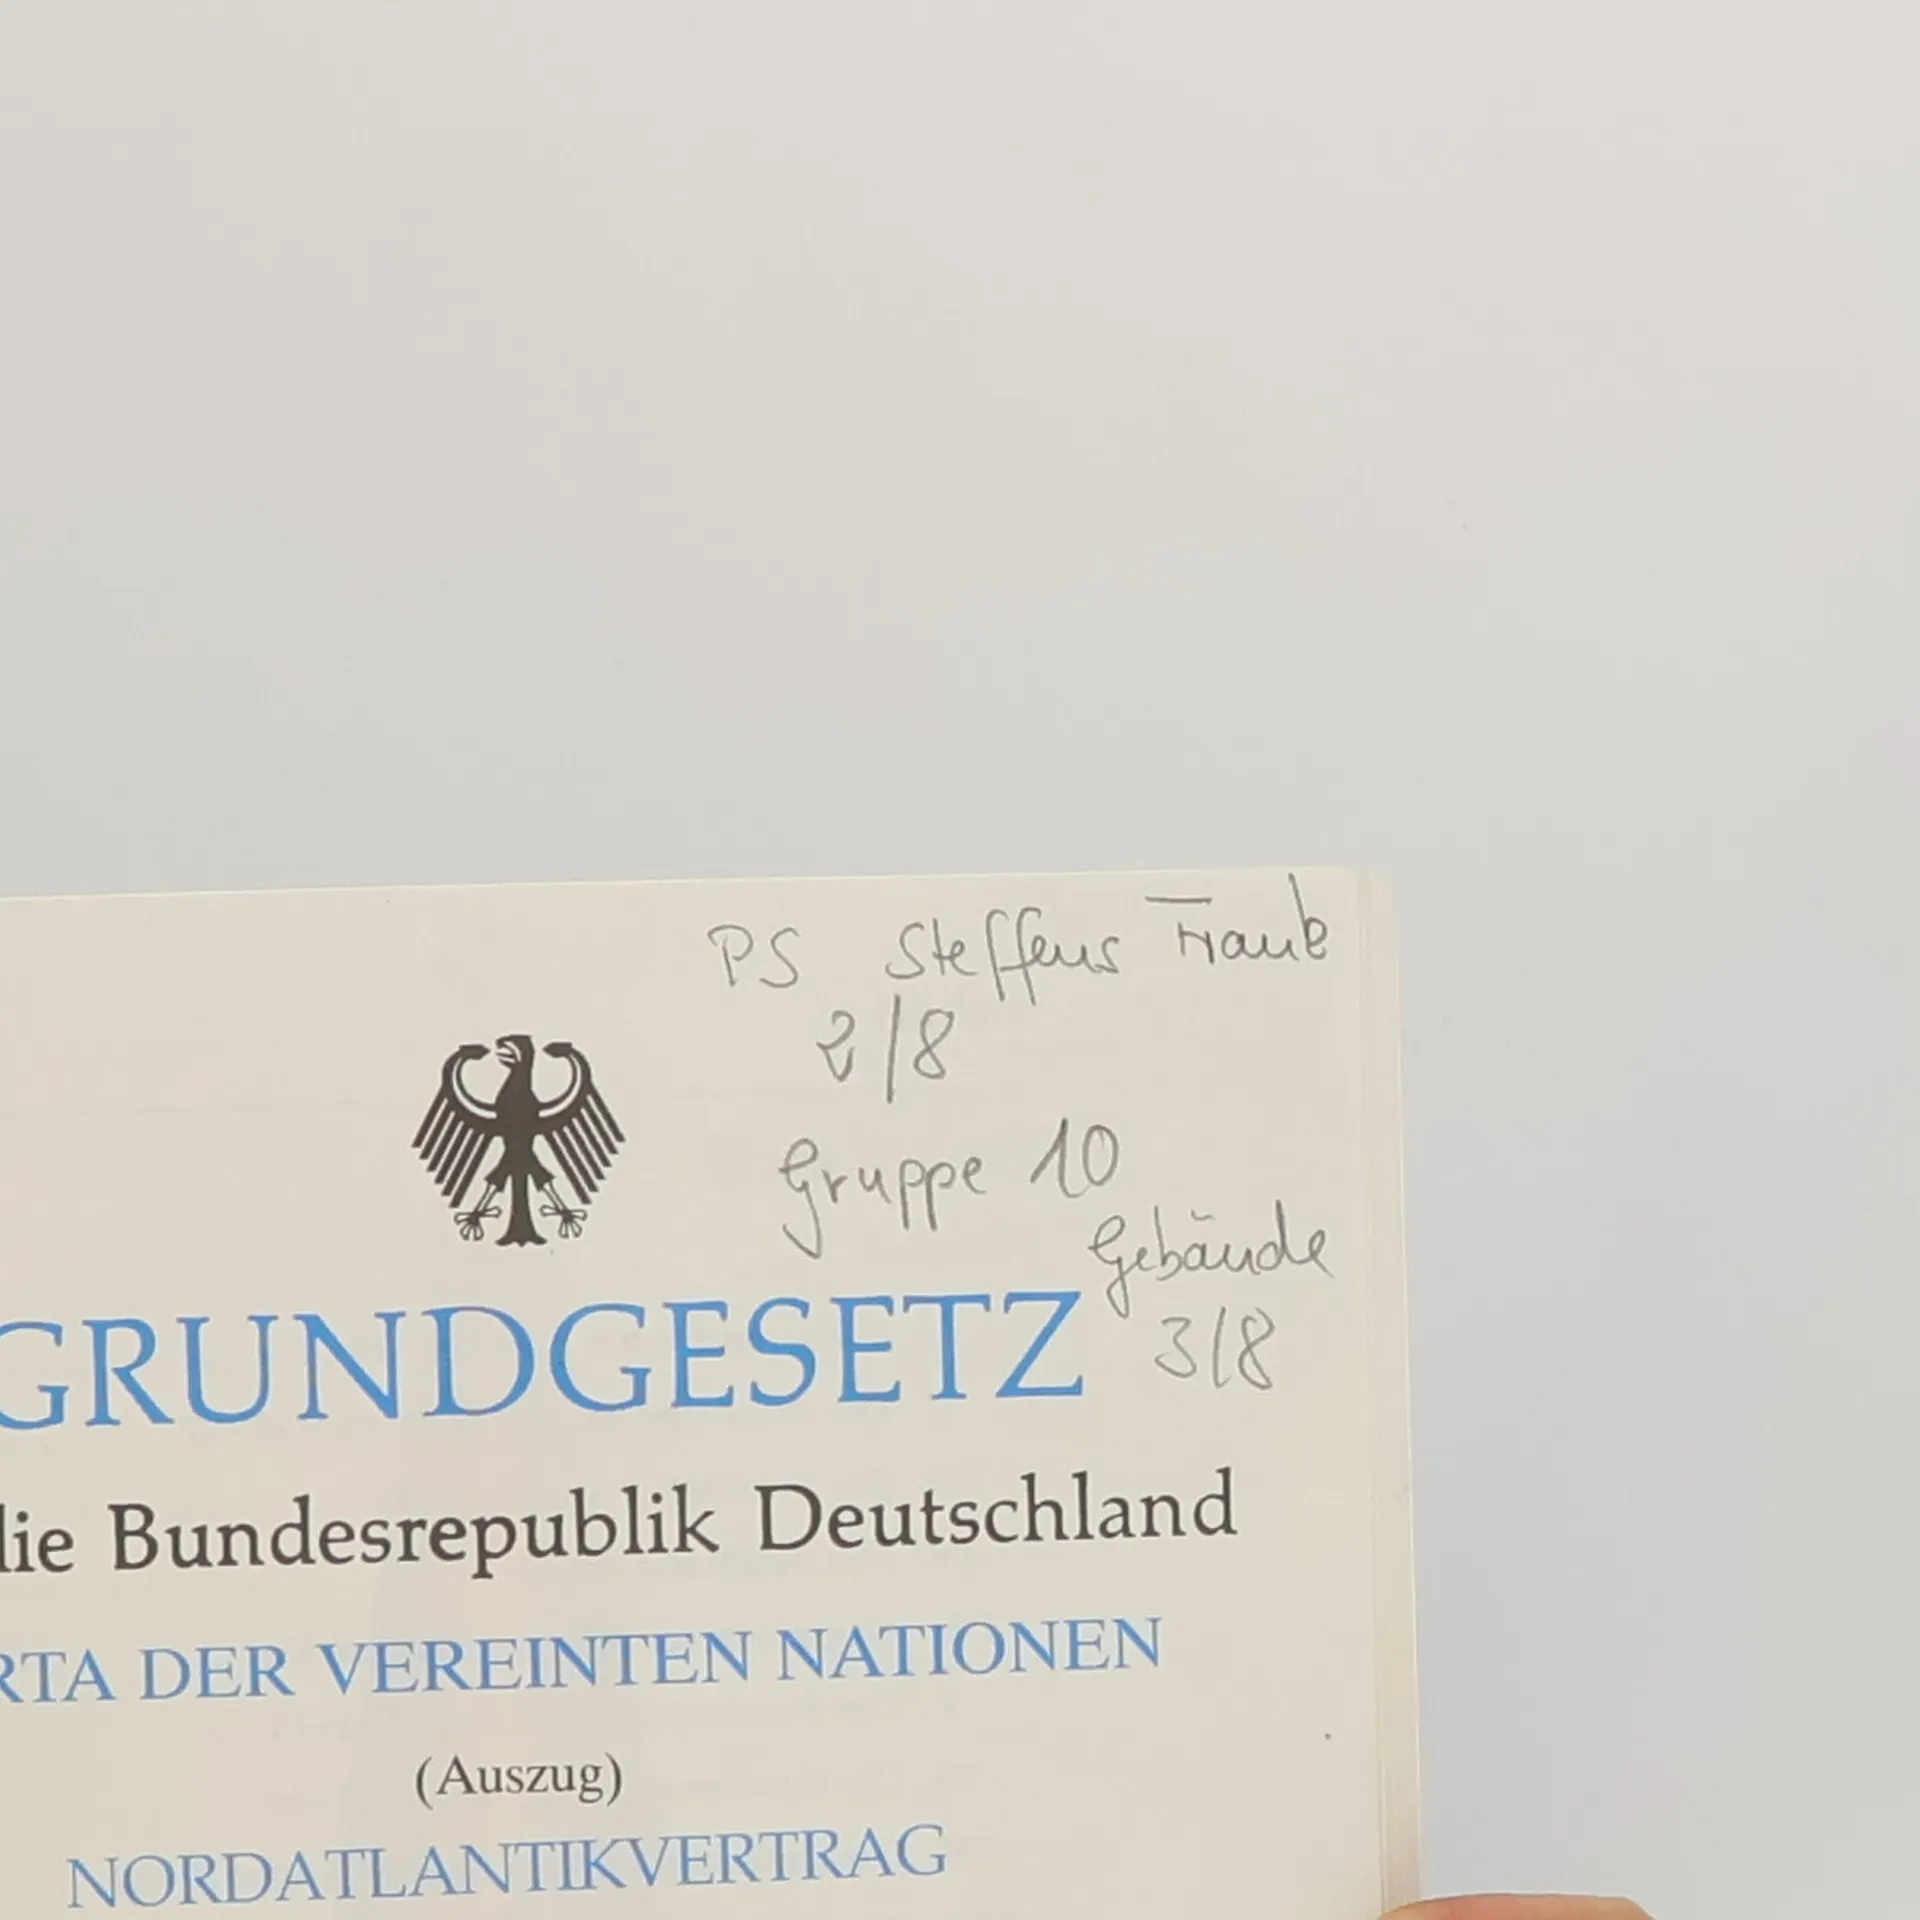 PS Steffens Frank
2/8
Gruppe 10
Gebäude
3/8
GRUNDGESETZ
die Bundesrepublik Deutschland
RTA DER VEREINTEN NATIONEN
(Auszug)
NORDATLANTIKVERTRAG